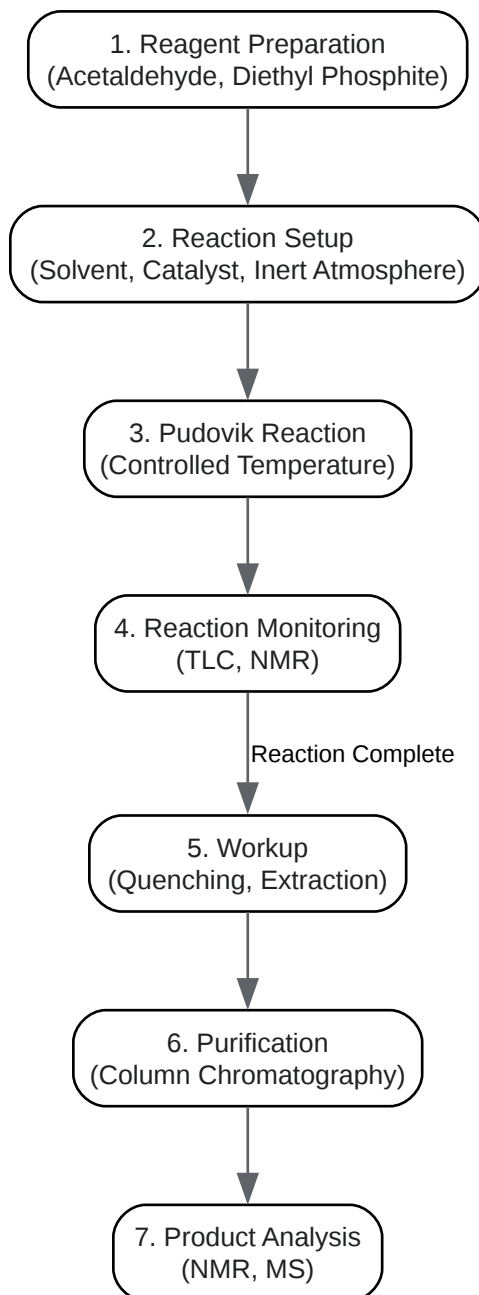 1. Reagent Preparation
(Acetaldehyde, Diethyl Phosphite)
2. Reaction Setup
(Solvent, Catalyst, Inert Atmosphere)
3. Pudovik Reaction
(Controlled Temperature)
4. Reaction Monitoring
(TLC, NMR)
Reaction Complete
5. Workup
(Quenching, Extraction)
6. Purification
(Column Chromatography)
7. Product Analysis
(NMR, MS)